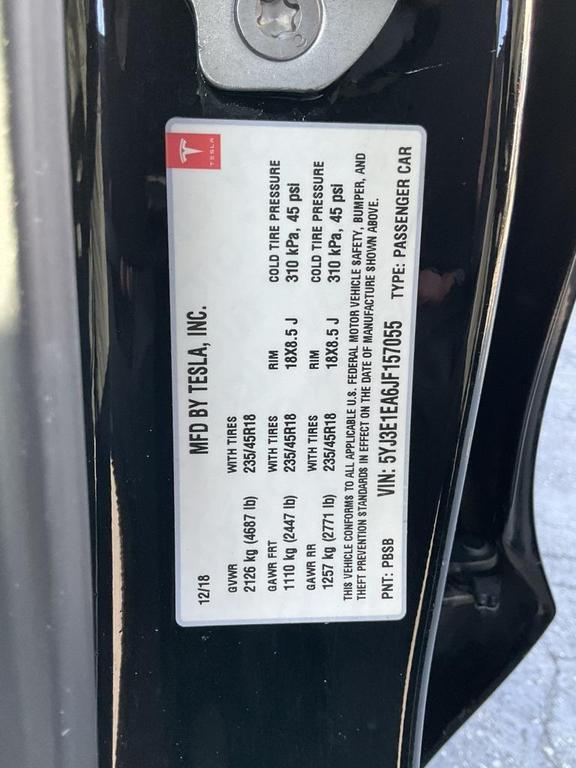 TESLA
MFD BY TESLA, INC.
12/18
GVWR WITH TIRES
2126 kg (4687 lb) 235/45R18
GAWR FRT WITH TIRES RIM COLD TIRE PRESSURE
1110 kg (2447 lb) 235/45R18 18X8.5 J 310 kPa, 45 psi
GAWR RR WITH TIRES RIM COLD TIRE PRESSURE
1257 kg (2771 lb) 235/45R18 18X8.5 J 310 kPa, 45 psi
THIS VEHICLE CONFORMS TO ALL APPLICABLE U.S. FEDERAL MOTOR VEHICLE SAFETY, BUMPER, AND
THEFT PREVENTION STANDARDS IN EFFECT ON THE DATE OF MANUFACTURE SHOWN ABOVE.
PNT: PBSB VIN: 5YJ3E1EA6JF157055 TYPE: PASSENGER CAR